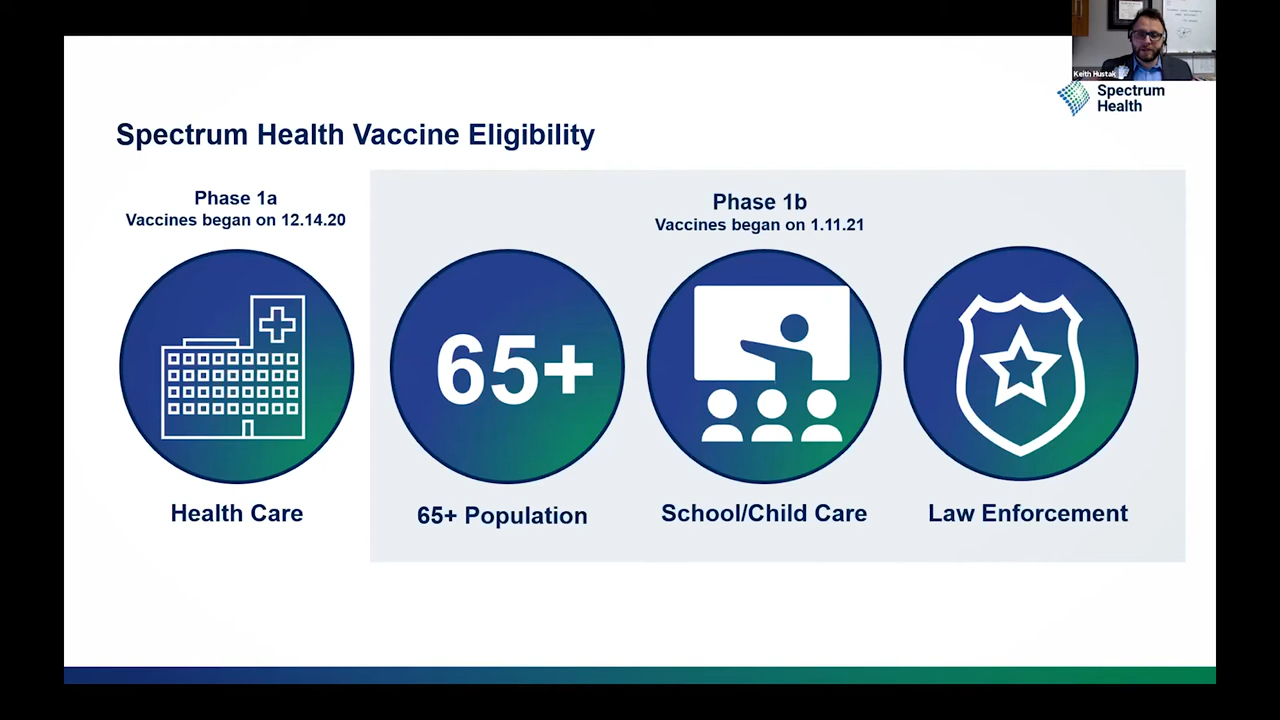 Keith Hustak
Spectrum
Health
Spectrum Health Vaccine Eligibility
Phase 1a
Vaccines began on 12.14.20
Phase 1b
Vaccines began on 1.11.21
65+
Health Care
65+ Population
School/Child Care
Law Enforcement